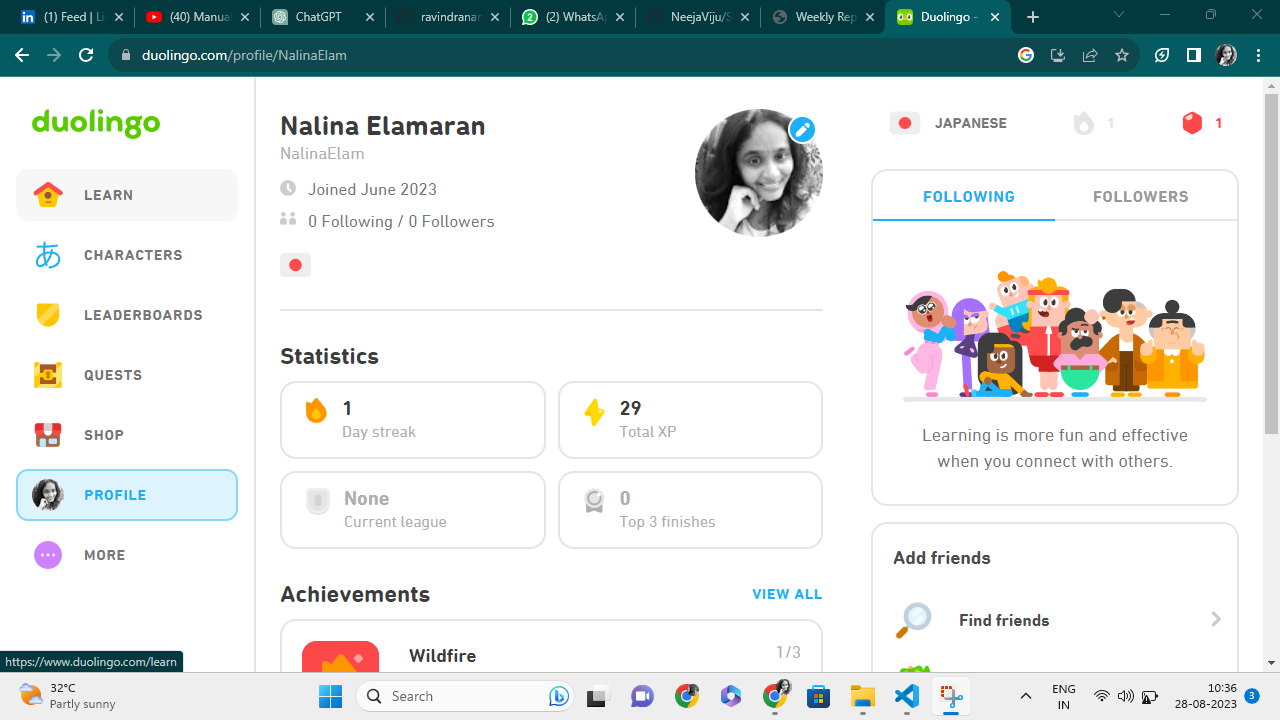 (1) Feed | Lin
(40) Manual
ChatGPT
ravindranan
(2) WhatsAp
NeejaViju/S
Weekly Rep
Duolingo -
duolingo.com/profile/NalinaElam
duolingo
LEARN
あ CHARACTERS
LEADERBOARDS
QUESTS
SHOP
PROFILE
MORE
https://www.duolingo.com/learn
Nalina Elamaran
NalinaElam
Joined June 2023
0 Following / 0 Followers
Statistics
1
Day streak
29
Total XP
None
Current league
0
Top 3 finishes
Achievements
VIEW ALL
Wildfire
1/3
JAPANESE
1
1
FOLLOWING
FOLLOWERS
Learning is more fun and effective
when you connect with others.
Add friends
Find friends
32°C
Partly sunny
Search
ENG
IN
10:36
28-08-2023
3